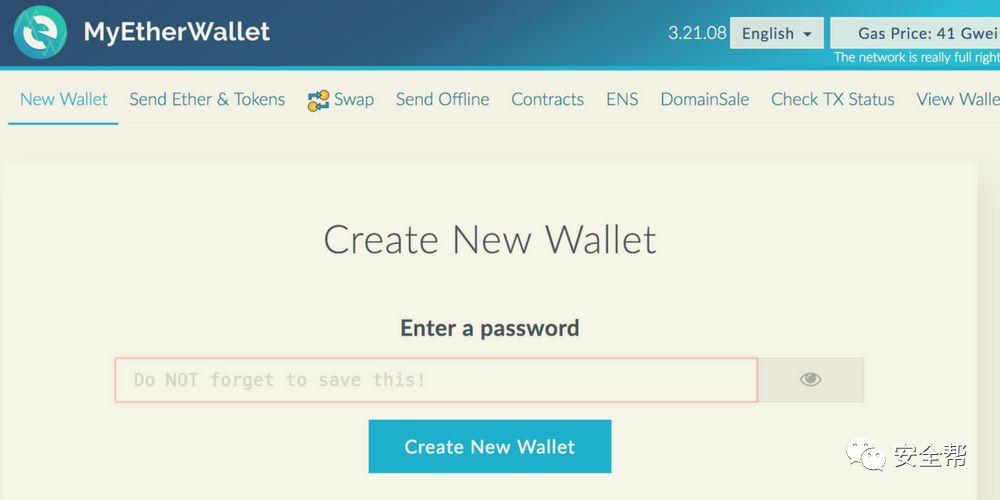 MyEtherWallet
3.21.08 English Gas Price: 41 Gwei
The network is really full right
New Wallet Send Ether & Tokens Swap Send Offline Contracts ENS DomainSale Check TX Status View Walle
Create New Wallet
Enter a password
Do NOT forget to save this!
Create New Wallet
安全帮